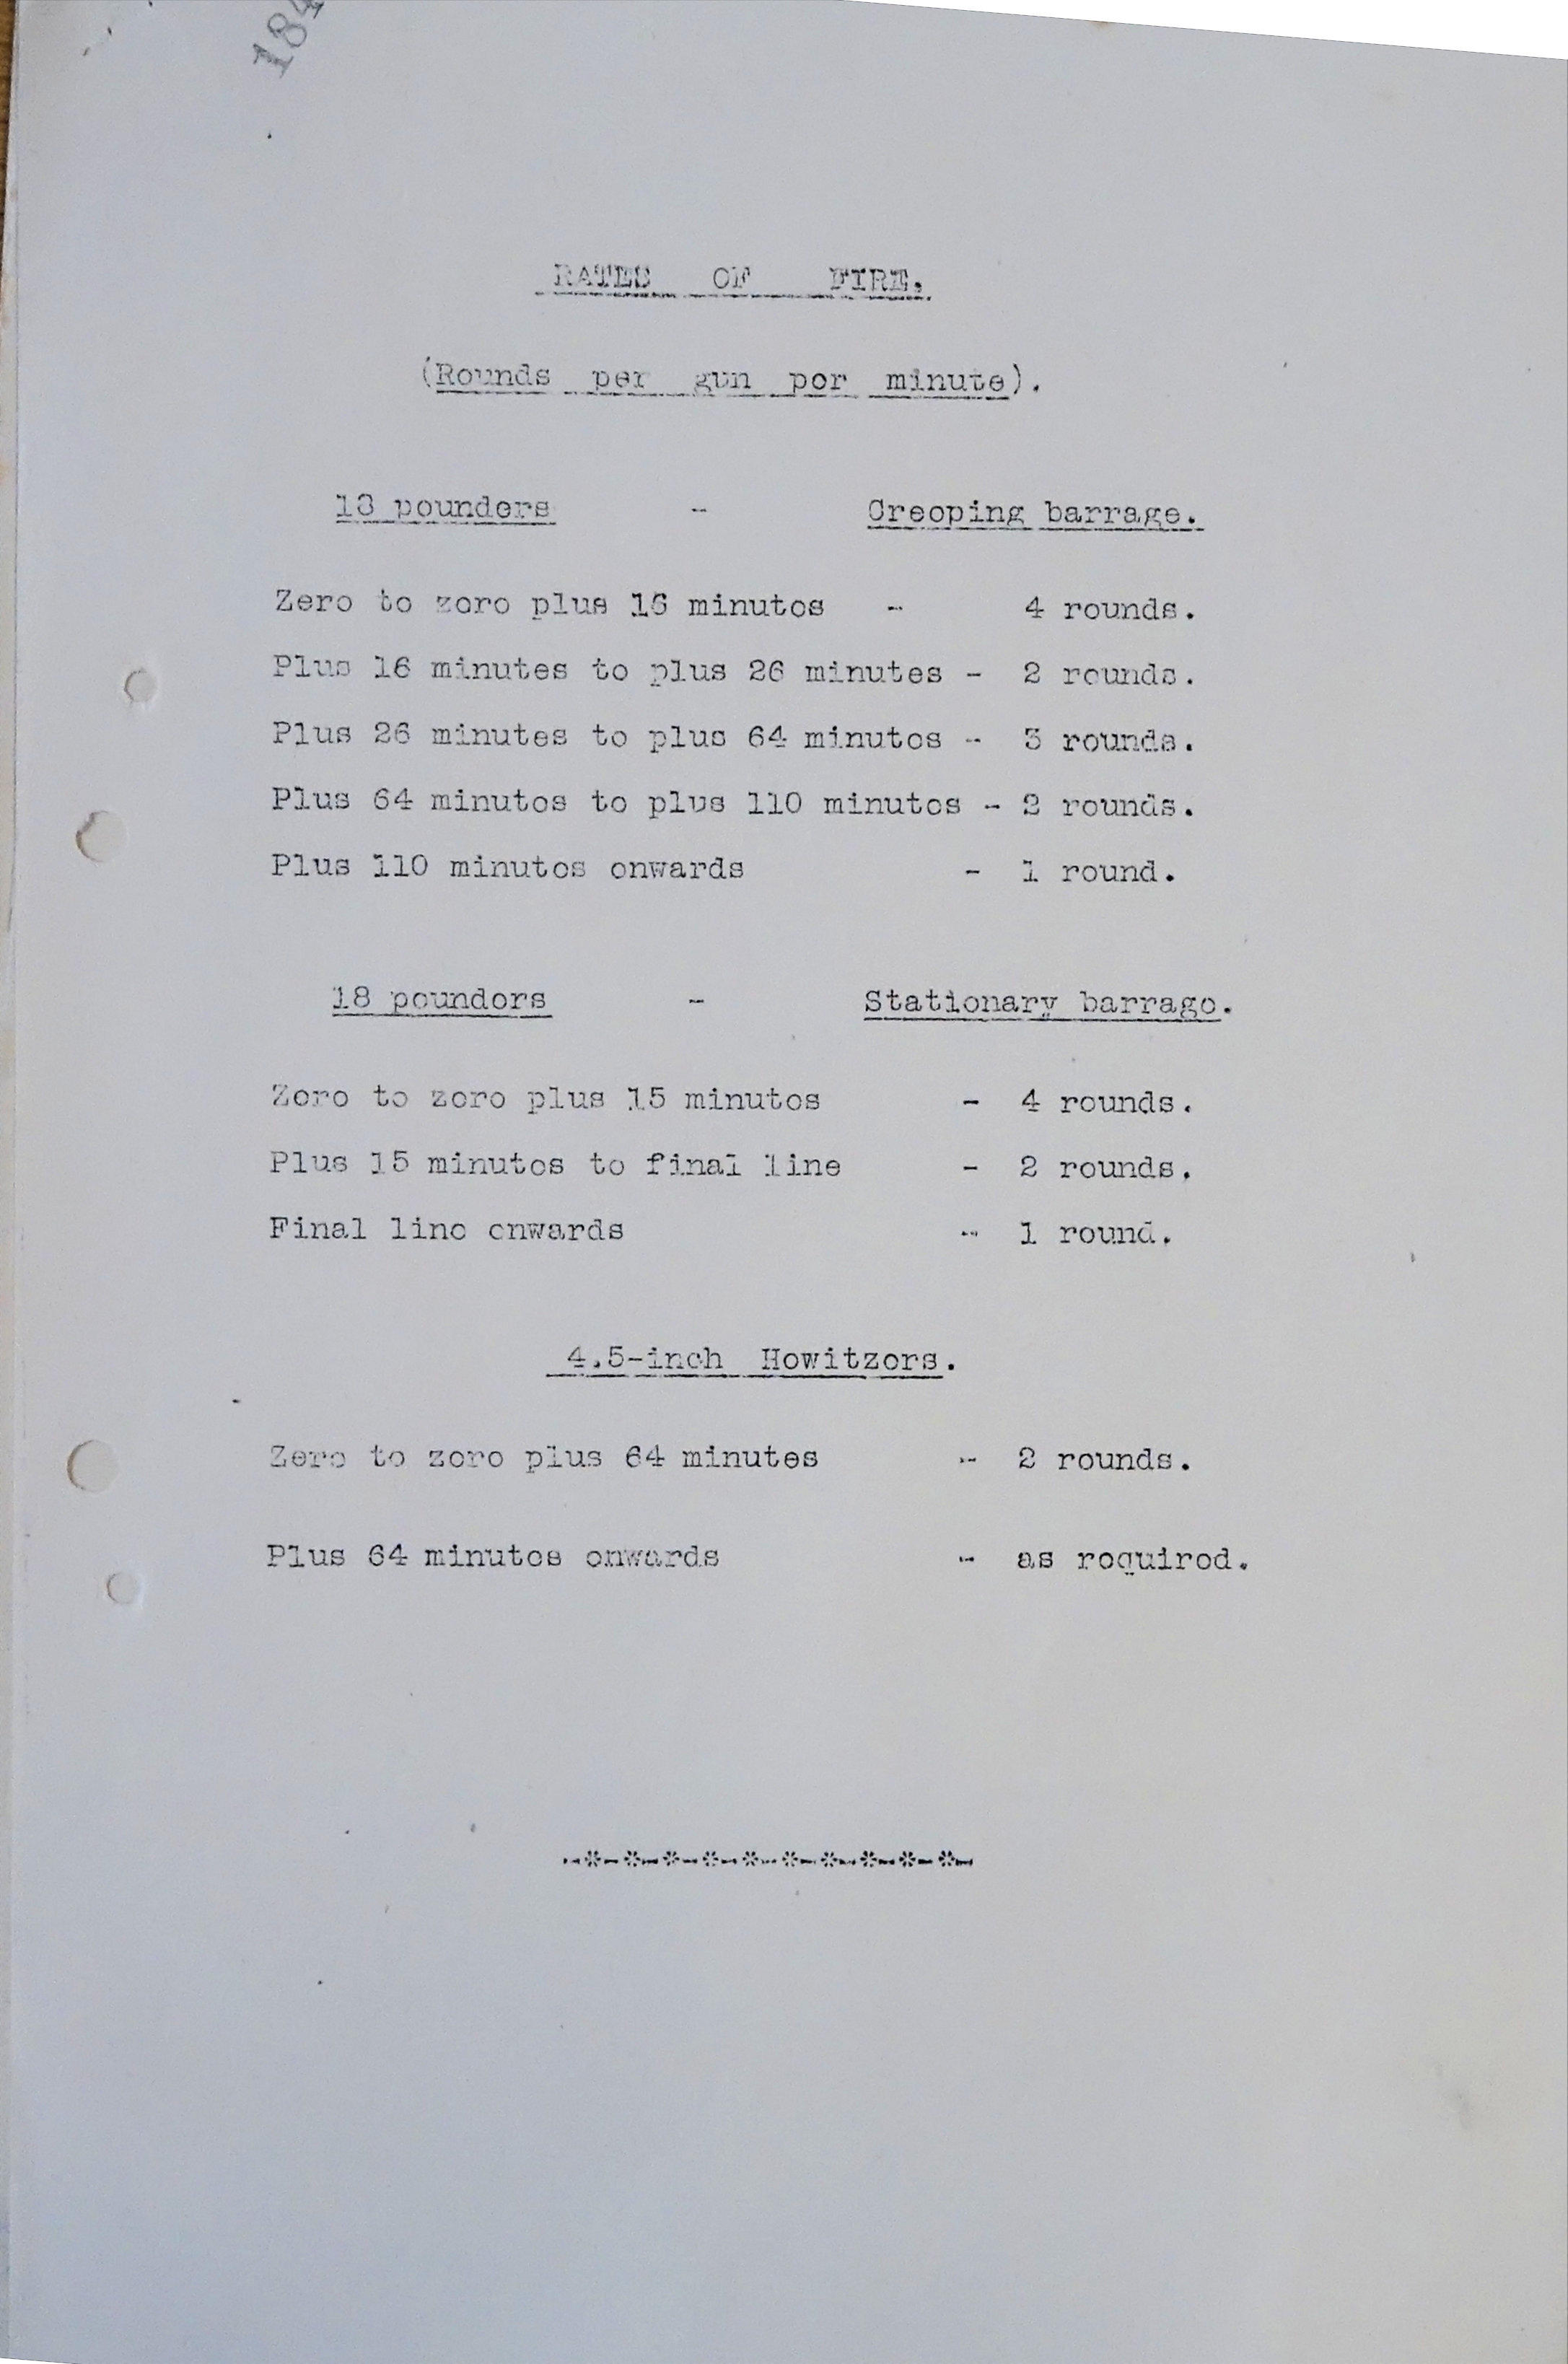 184
RATES OF FIRE.
(Rounds per gun per minute).
18 pounders - Creeping barrage.
Zero to zero plus 16 minutes - 4 rounds.
Plus 16 minutes to plus 26 minutes - 2 rounds.
Plus 26 minutes to plus 64 minutes - 3 rounds.
Plus 64 minutes to plus 110 minutes - 2 rounds.
Plus 110 minutes onwards - 1 round.
18 pounders - Stationary barrage.
Zero to zero plus 15 minutes - 4 rounds.
Plus 15 minutes to final line - 2 rounds.
Final line onwards - 1 round.
4.5-inch Howitzers.
Zero to zero plus 64 minutes - 2 rounds.
Plus 64 minutes onwards - as required.
-*-*-*-*-*-*-*-*-*-*-